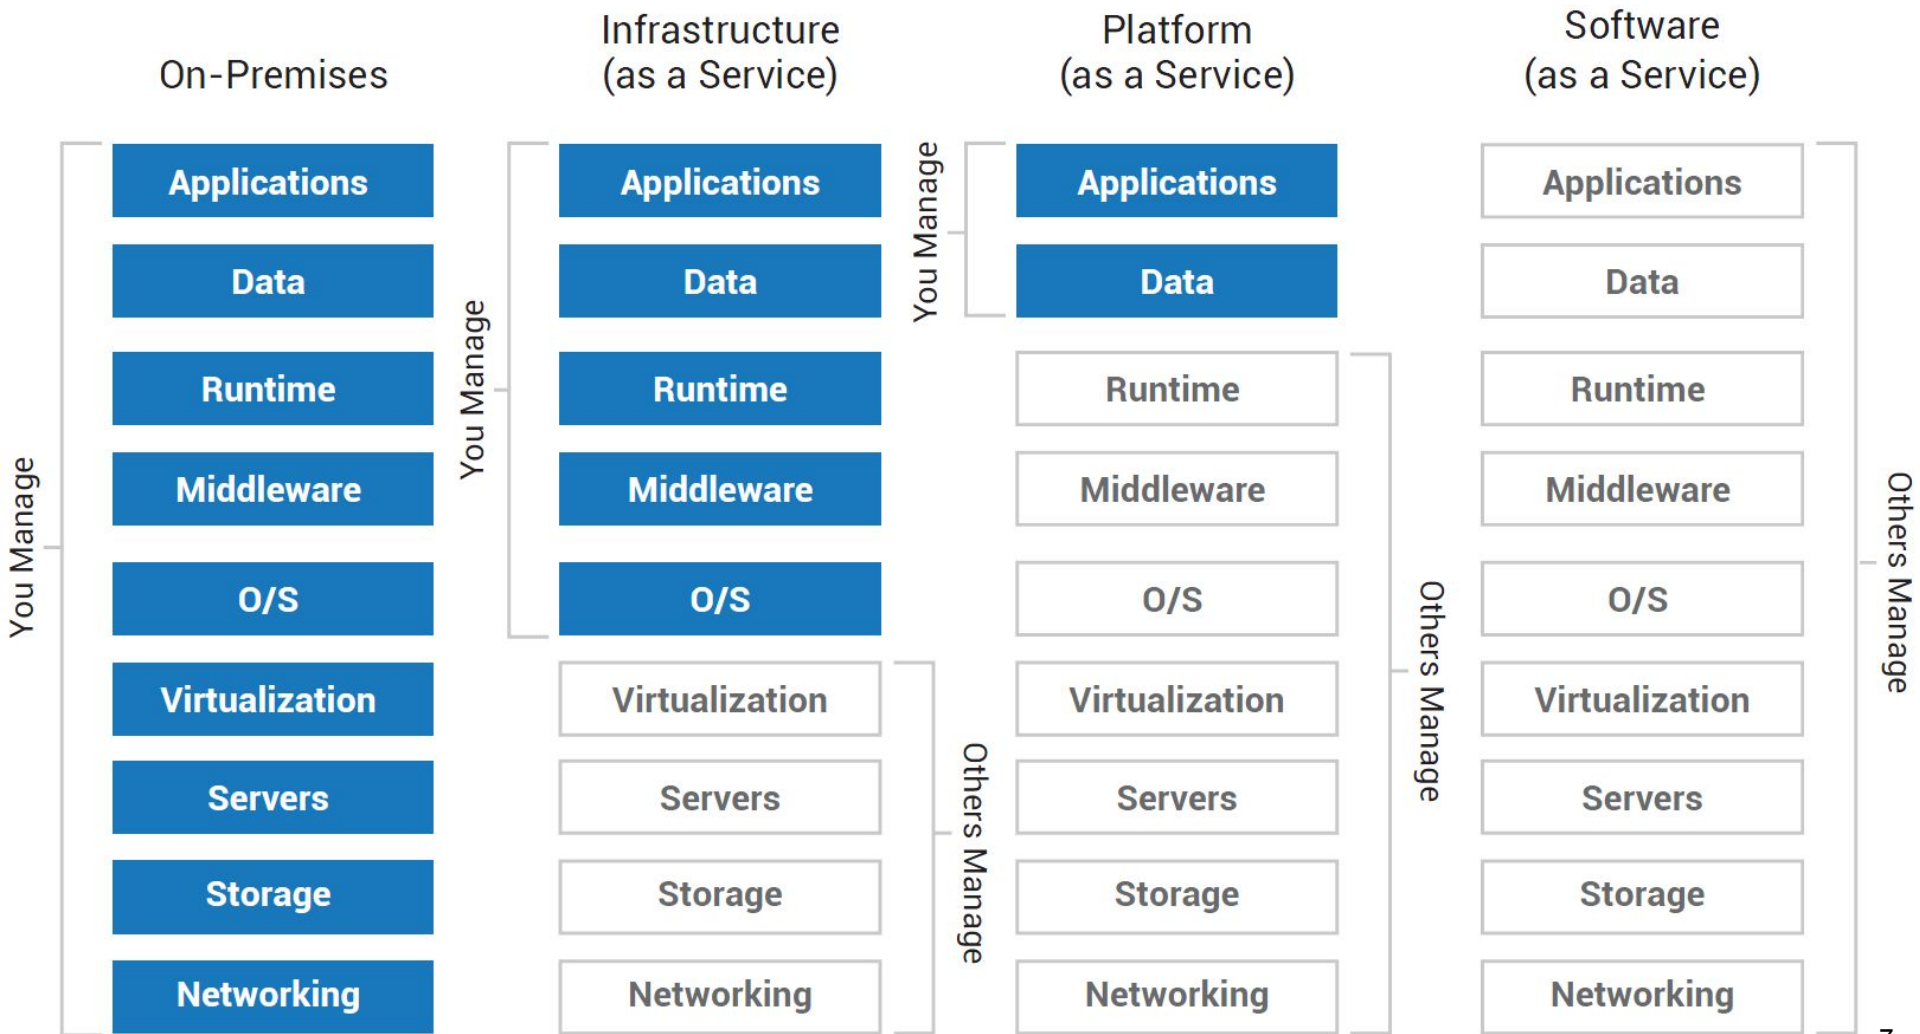 On-Premises
Infrastructure
(as a Service)
Platform
(as a Service)
Software
(as a Service)
You Manage
Applications
Data
Runtime
Middleware
O/S
Virtualization
Servers
Storage
Networking
You Manage
Applications
Data
Runtime
Middleware
O/S
Virtualization
Servers
Storage
Networking
Others Manage
You Manage
Applications
Data
Runtime
Middleware
O/S
Virtualization
Servers
Storage
Networking
Others Manage
Applications
Data
Runtime
Middleware
O/S
Virtualization
Servers
Storage
Networking
Others Manage